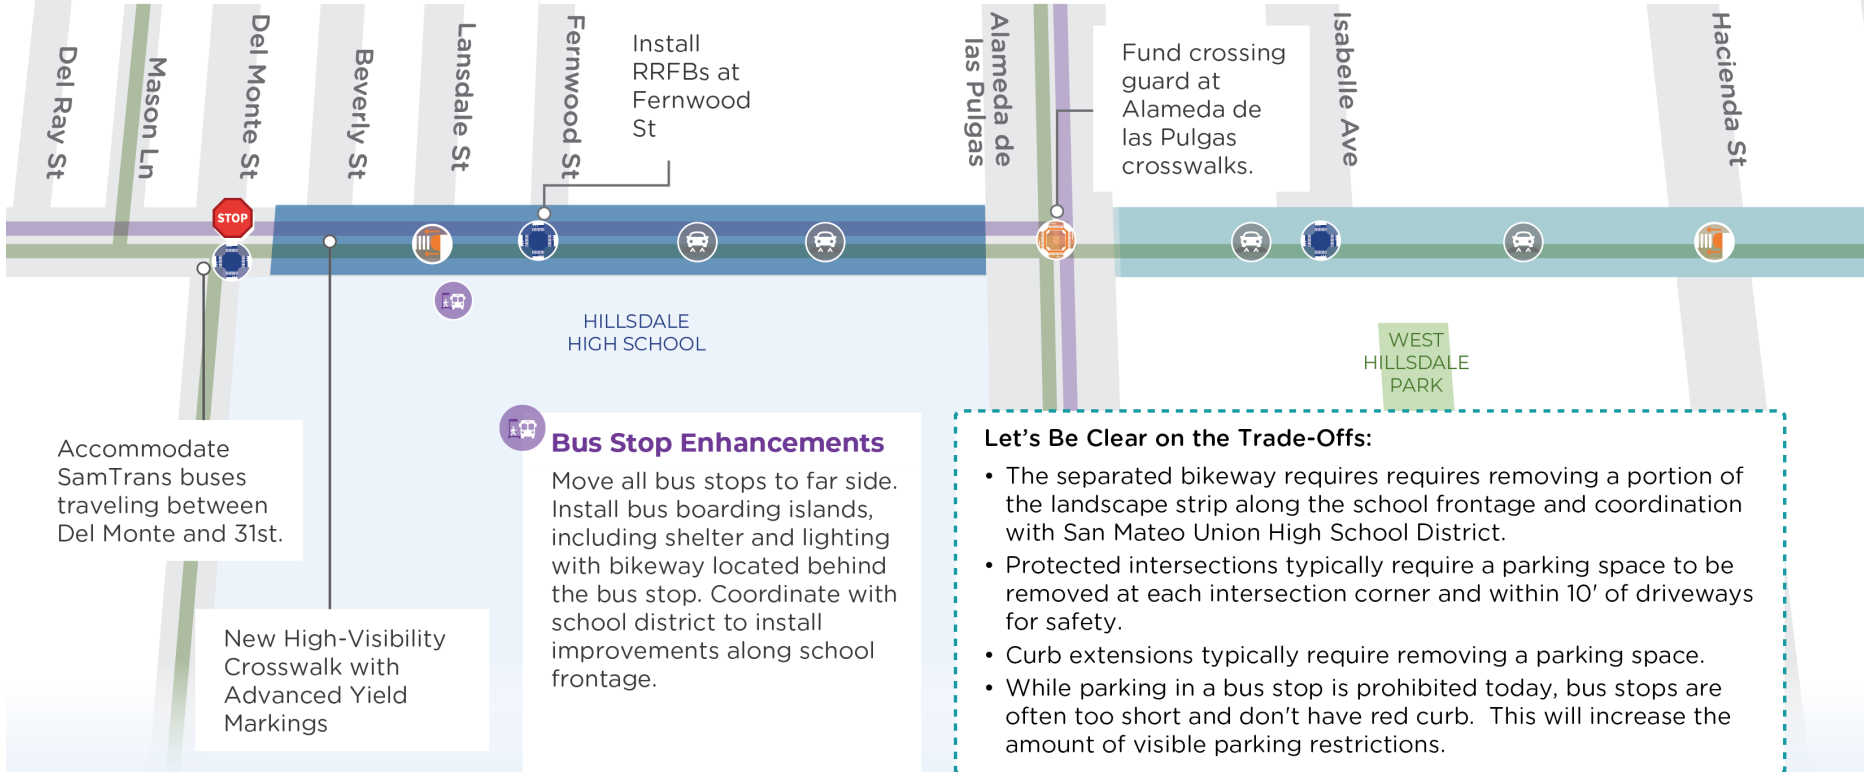 Del Ray St
Mason Ln
Del Monte St
Beverly St
Lansdale St
Fernwood St
Install
RRFBs at
Fernwood
St
Alameda de
las Pulgas
Fund crossing
guard at
Alameda de
las Pulgas
crosswalks.
Isabelle Ave
Hacienda St
STOP
HILLSDALE
HIGH SCHOOL
WEST
HILLSDALE
PARK
Accommodate
SamTrans buses
traveling between
Del Monte and 31st.
New High-Visibility
Crosswalk with
Advanced Yield
Markings
Bus Stop Enhancements
Move all bus stops to far side.
Install bus boarding islands,
including shelter and lighting
with bikeway located behind
the bus stop. Coordinate with
school district to install
improvements along school
frontage.
Let's Be Clear on the Trade-Offs:
• The separated bikeway requires requires removing a portion of
the landscape strip along the school frontage and coordination
with San Mateo Union High School District.
• Protected intersections typically require a parking space to be
removed at each intersection corner and within 10' of driveways
for safety.
• Curb extensions typically require removing a parking space.
• While parking in a bus stop is prohibited today, bus stops are
often too short and don't have red curb.  This will increase the
amount of visible parking restrictions.